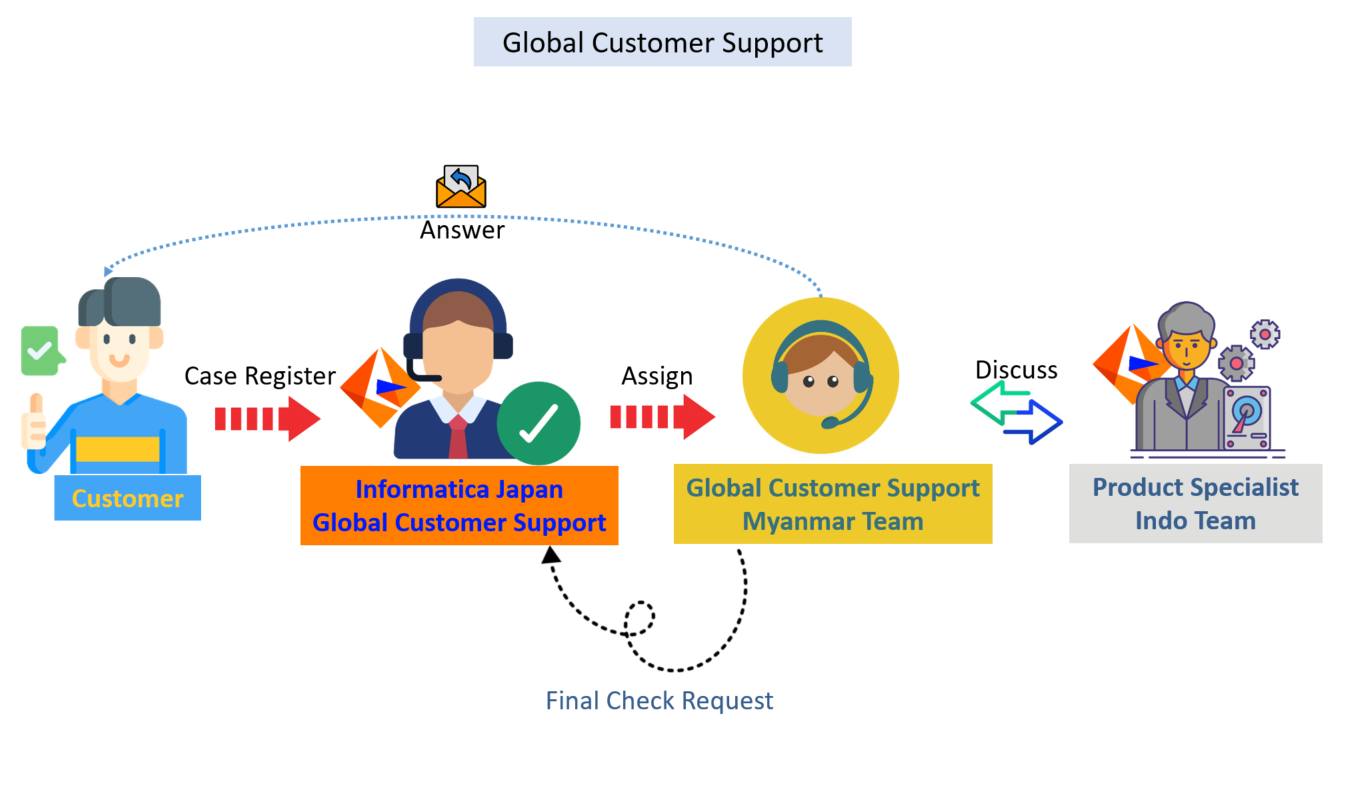 Global Customer Support
Answer
Case Register
Assign
Discuss
Customer
Informatica Japan
Global Customer Support
Global Customer Support
Myanmar Team
Product Specialist
Indo Team
Final Check Request